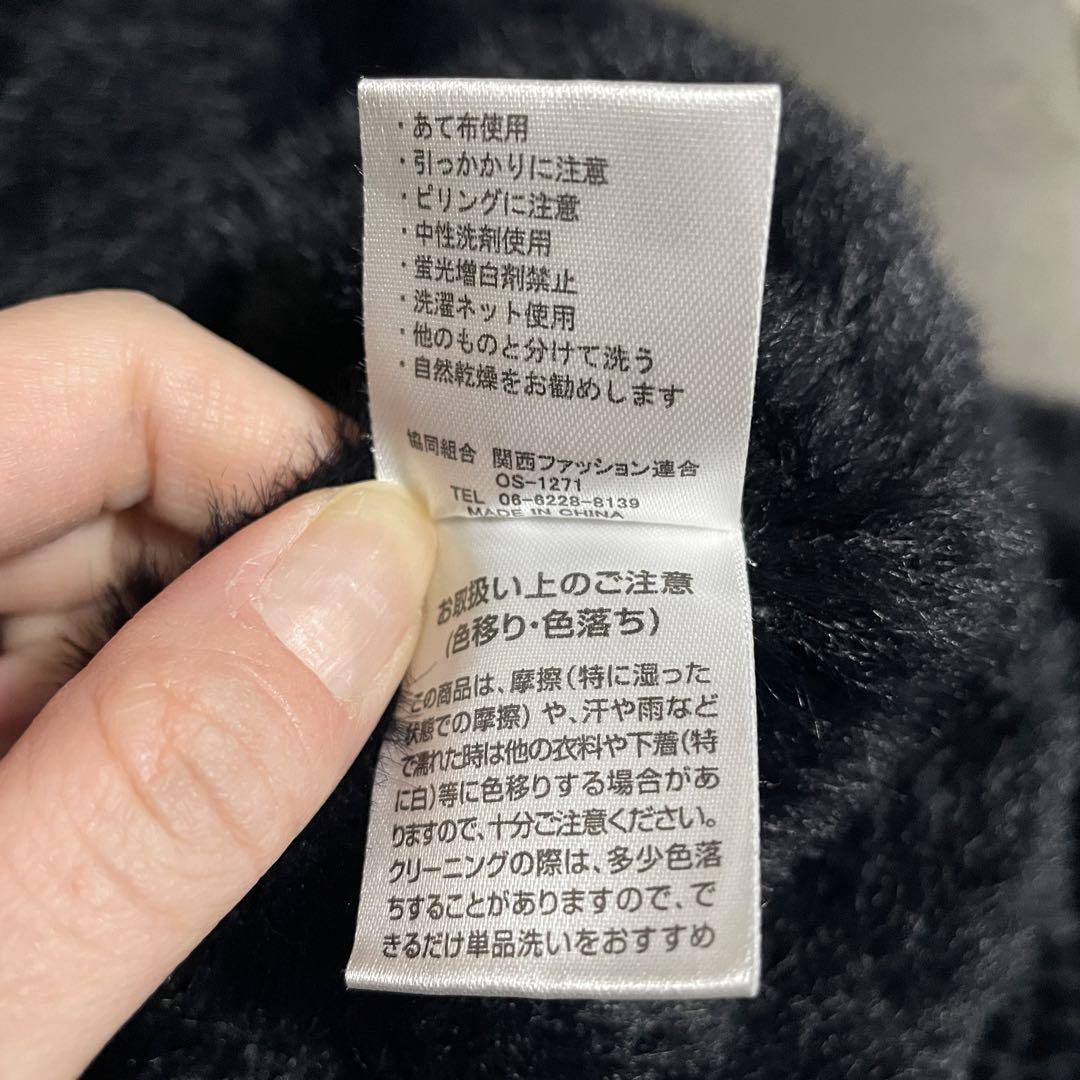 ・あて布使用
・引っかかりに注意
・ピリングに注意
・中性洗剤使用
・蛍光増白剤禁止
・洗濯ネット使用
・他のものと分けて洗う
・自然乾燥をお勧めします
協同組合 関西ファッション連合
OS-1271
TEL 06-6228-8139
MADE IN CHINA
お取扱い上のご注意
(色移り・色落ち)
この商品は、摩擦(特に湿った
状態での摩擦)や、汗や雨など
で濡れた時は他の衣料や下着(特
に白)等に色移りする場合があ
りますので、十分ご注意ください。
クリーニングの際は、多少色落
ちすることがありますので、で
きるだけ単品洗いをおすすめ